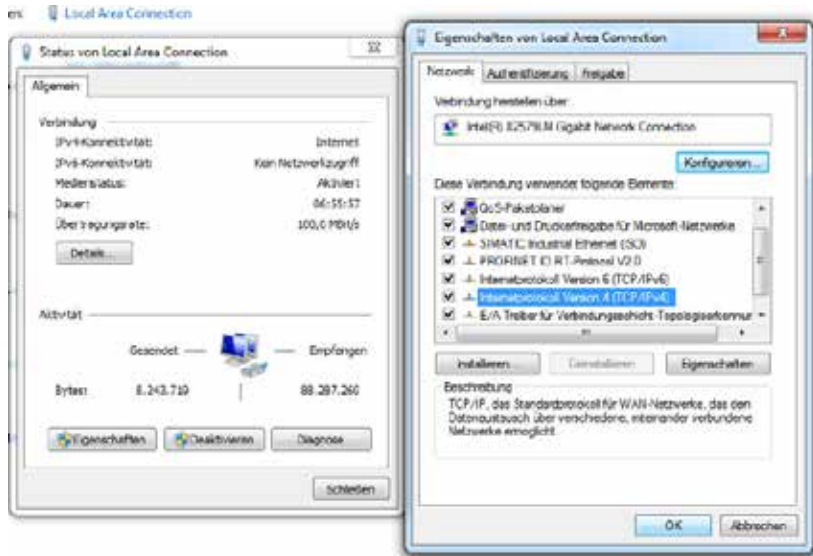 Local Area Connection
Status von Local Area Connection
Allgemein
Verbindung
IPv4-Konnektivität: Internet
IPv6-Konnektivität: Kein Netzwerkzugriff
Medienstatus: Aktiviert
Dauer: 06:55:57
Übertragungsrate: 100,0 MBit/s
Details...
Aktivität
Gesendet — Empfangen
Bytes: 8.243.719 88.287.260
Eigenschaften Deaktivieren Diagnose
Schließen
Eigenschaften von Local Area Connection
Netzwerk Authentifizierung Freigabe
Verbindung herstellen über:
Intel(R) 82579LM Gigabit Network Connection
Konfigurieren...
Diese Verbindung verwendet folgende Elemente:
QoS-Paketplaner
Datei- und Druckerfreigabe für Microsoft-Netzwerke
SIMATIC Industrial Ethernet (ISO)
PROFINET IO RT-Protocol V2.0
Internetprotokoll Version 6 (TCP/IPv6)
Internetprotokoll Version 4 (TCP/IPv4)
E/A-Treiber für Verbindungsschicht-Topologieerkennun
Installieren... Deinstallieren Eigenschaften
Beschreibung
TCP/IP, das Standardprotokoll für WAN-Netzwerke, das den
Datenaustausch über verschiedene, miteinander verbundene
Netzwerke ermöglicht.
OK Abbrechen